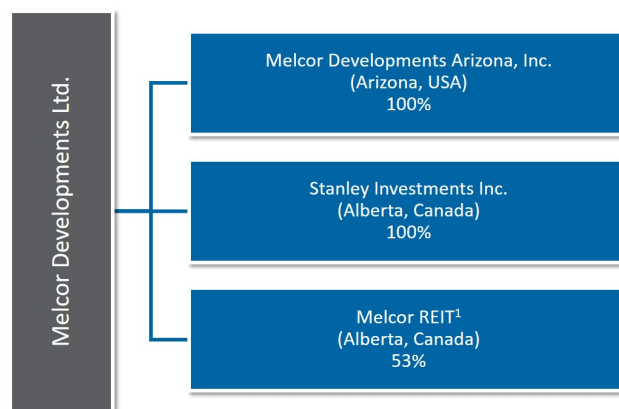 Melcor Developments Ltd.
Melcor Developments Arizona, Inc.
(Arizona, USA)
100%
Stanley Investments Inc.
(Alberta, Canada)
100%
Melcor REIT¹
(Alberta, Canada)
53%